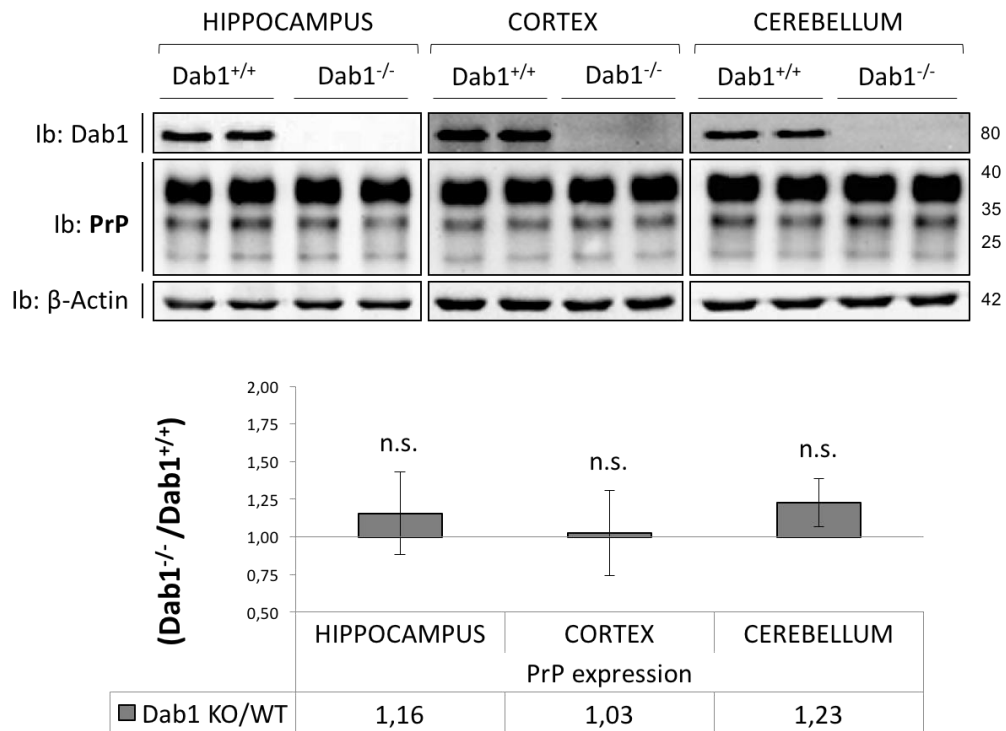 HIPPOCAMPUS CORTEX CEREBELLUM
Dab1+/+ Dab1-/- Dab1+/+ Dab1-/- Dab1+/+ Dab1-/-
Ib: Dab1 80
40
Ib: PrP 35
25
Ib: β-Actin 42
(Dab1-/- /Dab1+/+)
2,00
1,75
1,50
1,25
1,00
0,75
0,50
n.s. n.s. n.s.
HIPPOCAMPUS CORTEX CEREBELLUM
PrP expression
Dab1 KO/WT 1,16 1,03 1,23